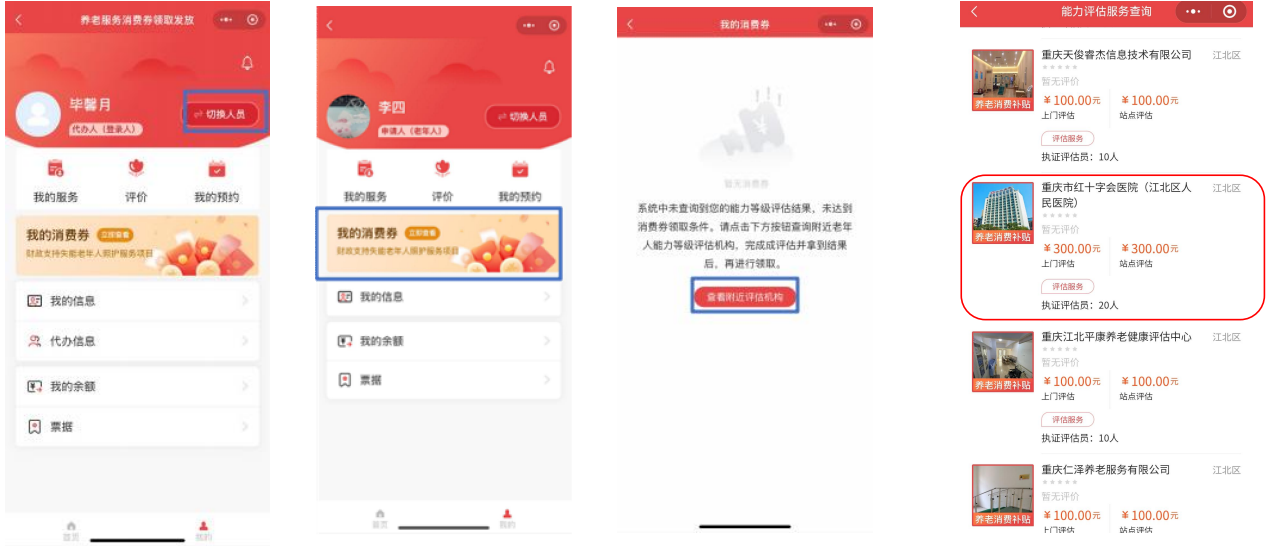 养老服务消费券领取发放
毕馨月
代办人（登录人）
切换人员
我的服务
评价
我的预约
我的消费券
立即查看
财政支持失能老年人照护服务项目
我的信息
代办信息
我的余额
票据
首页
我的
李四
申请人（老年人）
切换人员
我的服务
评价
我的预约
我的消费券
立即查看
财政支持失能老年人照护服务项目
我的信息
我的余额
票据
首页
我的
我的消费券
暂无消费券
系统中未查询到您的能力等级评估结果，未达到
消费券领取条件。请点击下方按钮查询附近老年
人能力等级评估机构，完成成评估并拿到结果
后，再进行领取。
查看附近评估机构
能力评估服务查询
重庆天俊睿杰信息技术有限公司
江北区
暂无评价
¥100.00元
¥100.00元
上门评估
站点评估
养老消费补贴
评估服务
执证评估员：10人
重庆市红十字会医院（江北区人
民医院）
江北区
暂无评价
养老消费补贴
¥300.00元
¥300.00元
上门评估
站点评估
评估服务
执证评估员：20人
重庆江北平康养老健康评估中心
江北区
暂无评价
¥100.00元
¥100.00元
养老消费补贴
上门评估
站点评估
评估服务
执证评估员：10人
重庆仁泽养老服务有限公司
江北区
暂无评价
¥100.00元
¥100.00元
养老消费补贴
上门评估
站点评估